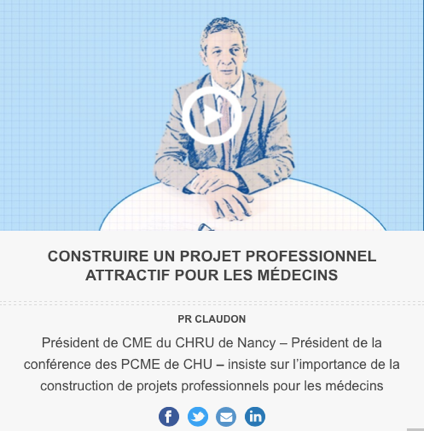 CONSTRUIRE UN PROJET PROFESSIONNEL
ATTRACTIF POUR LES MÉDECINS
PR CLAUDON
Président de CME du CHRU de Nancy – Président de la
conférence des PCME de CHU – insiste sur l'importance de la
construction de projets professionnels pour les médecins